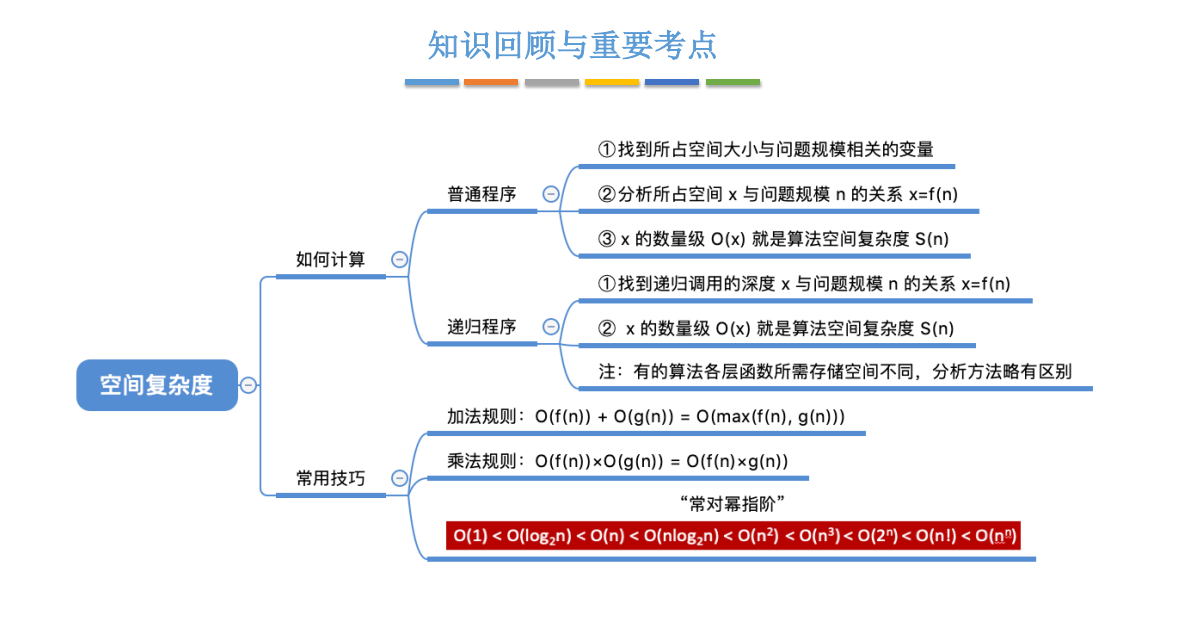 知识回顾与重要考点
空间复杂度
如何计算
普通程序
①找到所占空间大小与问题规模相关的变量
②分析所占空间 x 与问题规模 n 的关系 x=f(n)
③ x 的数量级 O(x) 就是算法空间复杂度 S(n)
递归程序
①找到递归调用的深度 x 与问题规模 n 的关系 x=f(n)
② x 的数量级 O(x) 就是算法空间复杂度 S(n)
注：有的算法各层函数所需存储空间不同，分析方法略有区别
常用技巧
加法规则：O(f(n)) + O(g(n)) = O(max(f(n), g(n)))
乘法规则：O(f(n))×O(g(n)) = O(f(n)×g(n))
“常对幂指阶”
O(1) < O(log₂n) < O(n) < O(nlog₂n) < O(n²) < O(n³) < O(2ⁿ) < O(n!) < O(nⁿ)